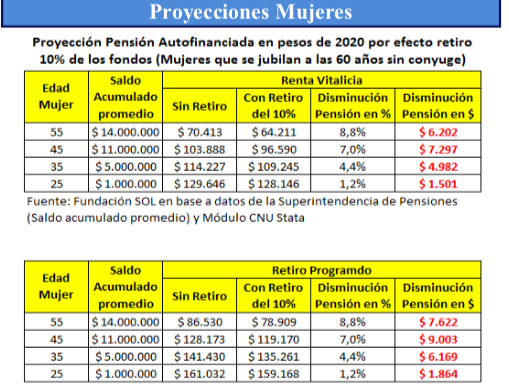 Proyecciones Mujeres
Proyección Pensión Autofinanciada en pesos de 2020 por efecto retiro
10% de los fondos (Mujeres que se jubilan a las 60 años sin conyuge)
Edad Mujer | Saldo Acumulado promedio | Renta Vitalicia
Sin Retiro | Con Retiro del 10% | Disminución Pensión en % | Disminución Pensión en $
55 | $ 14.000.000 | $ 70.413 | $ 64.211 | 8,8% | $ 6.202
45 | $ 11.000.000 | $ 103.888 | $ 96.590 | 7,0% | $ 7.297
35 | $ 5.000.000 | $ 114.227 | $ 109.245 | 4,4% | $ 4.982
25 | $ 1.000.000 | $ 129.646 | $ 128.146 | 1,2% | $ 1.501
Fuente: Fundación SOL en base a datos de la Superintendencia de Pensiones
(Saldo acumulado promedio) y Módulo CNU Stata
Edad Mujer | Saldo Acumulado promedio | Retiro Programdo
Sin Retiro | Con Retiro del 10% | Disminución Pensión en % | Disminución Pensión en $
55 | $ 14.000.000 | $ 86.530 | $ 78.909 | 8,8% | $ 7.622
45 | $ 11.000.000 | $ 128.173 | $ 119.170 | 7,0% | $ 9.003
35 | $ 5.000.000 | $ 141.430 | $ 135.261 | 4,4% | $ 6.169
25 | $ 1.000.000 | $ 161.032 | $ 159.168 | 1,2% | $ 1.864